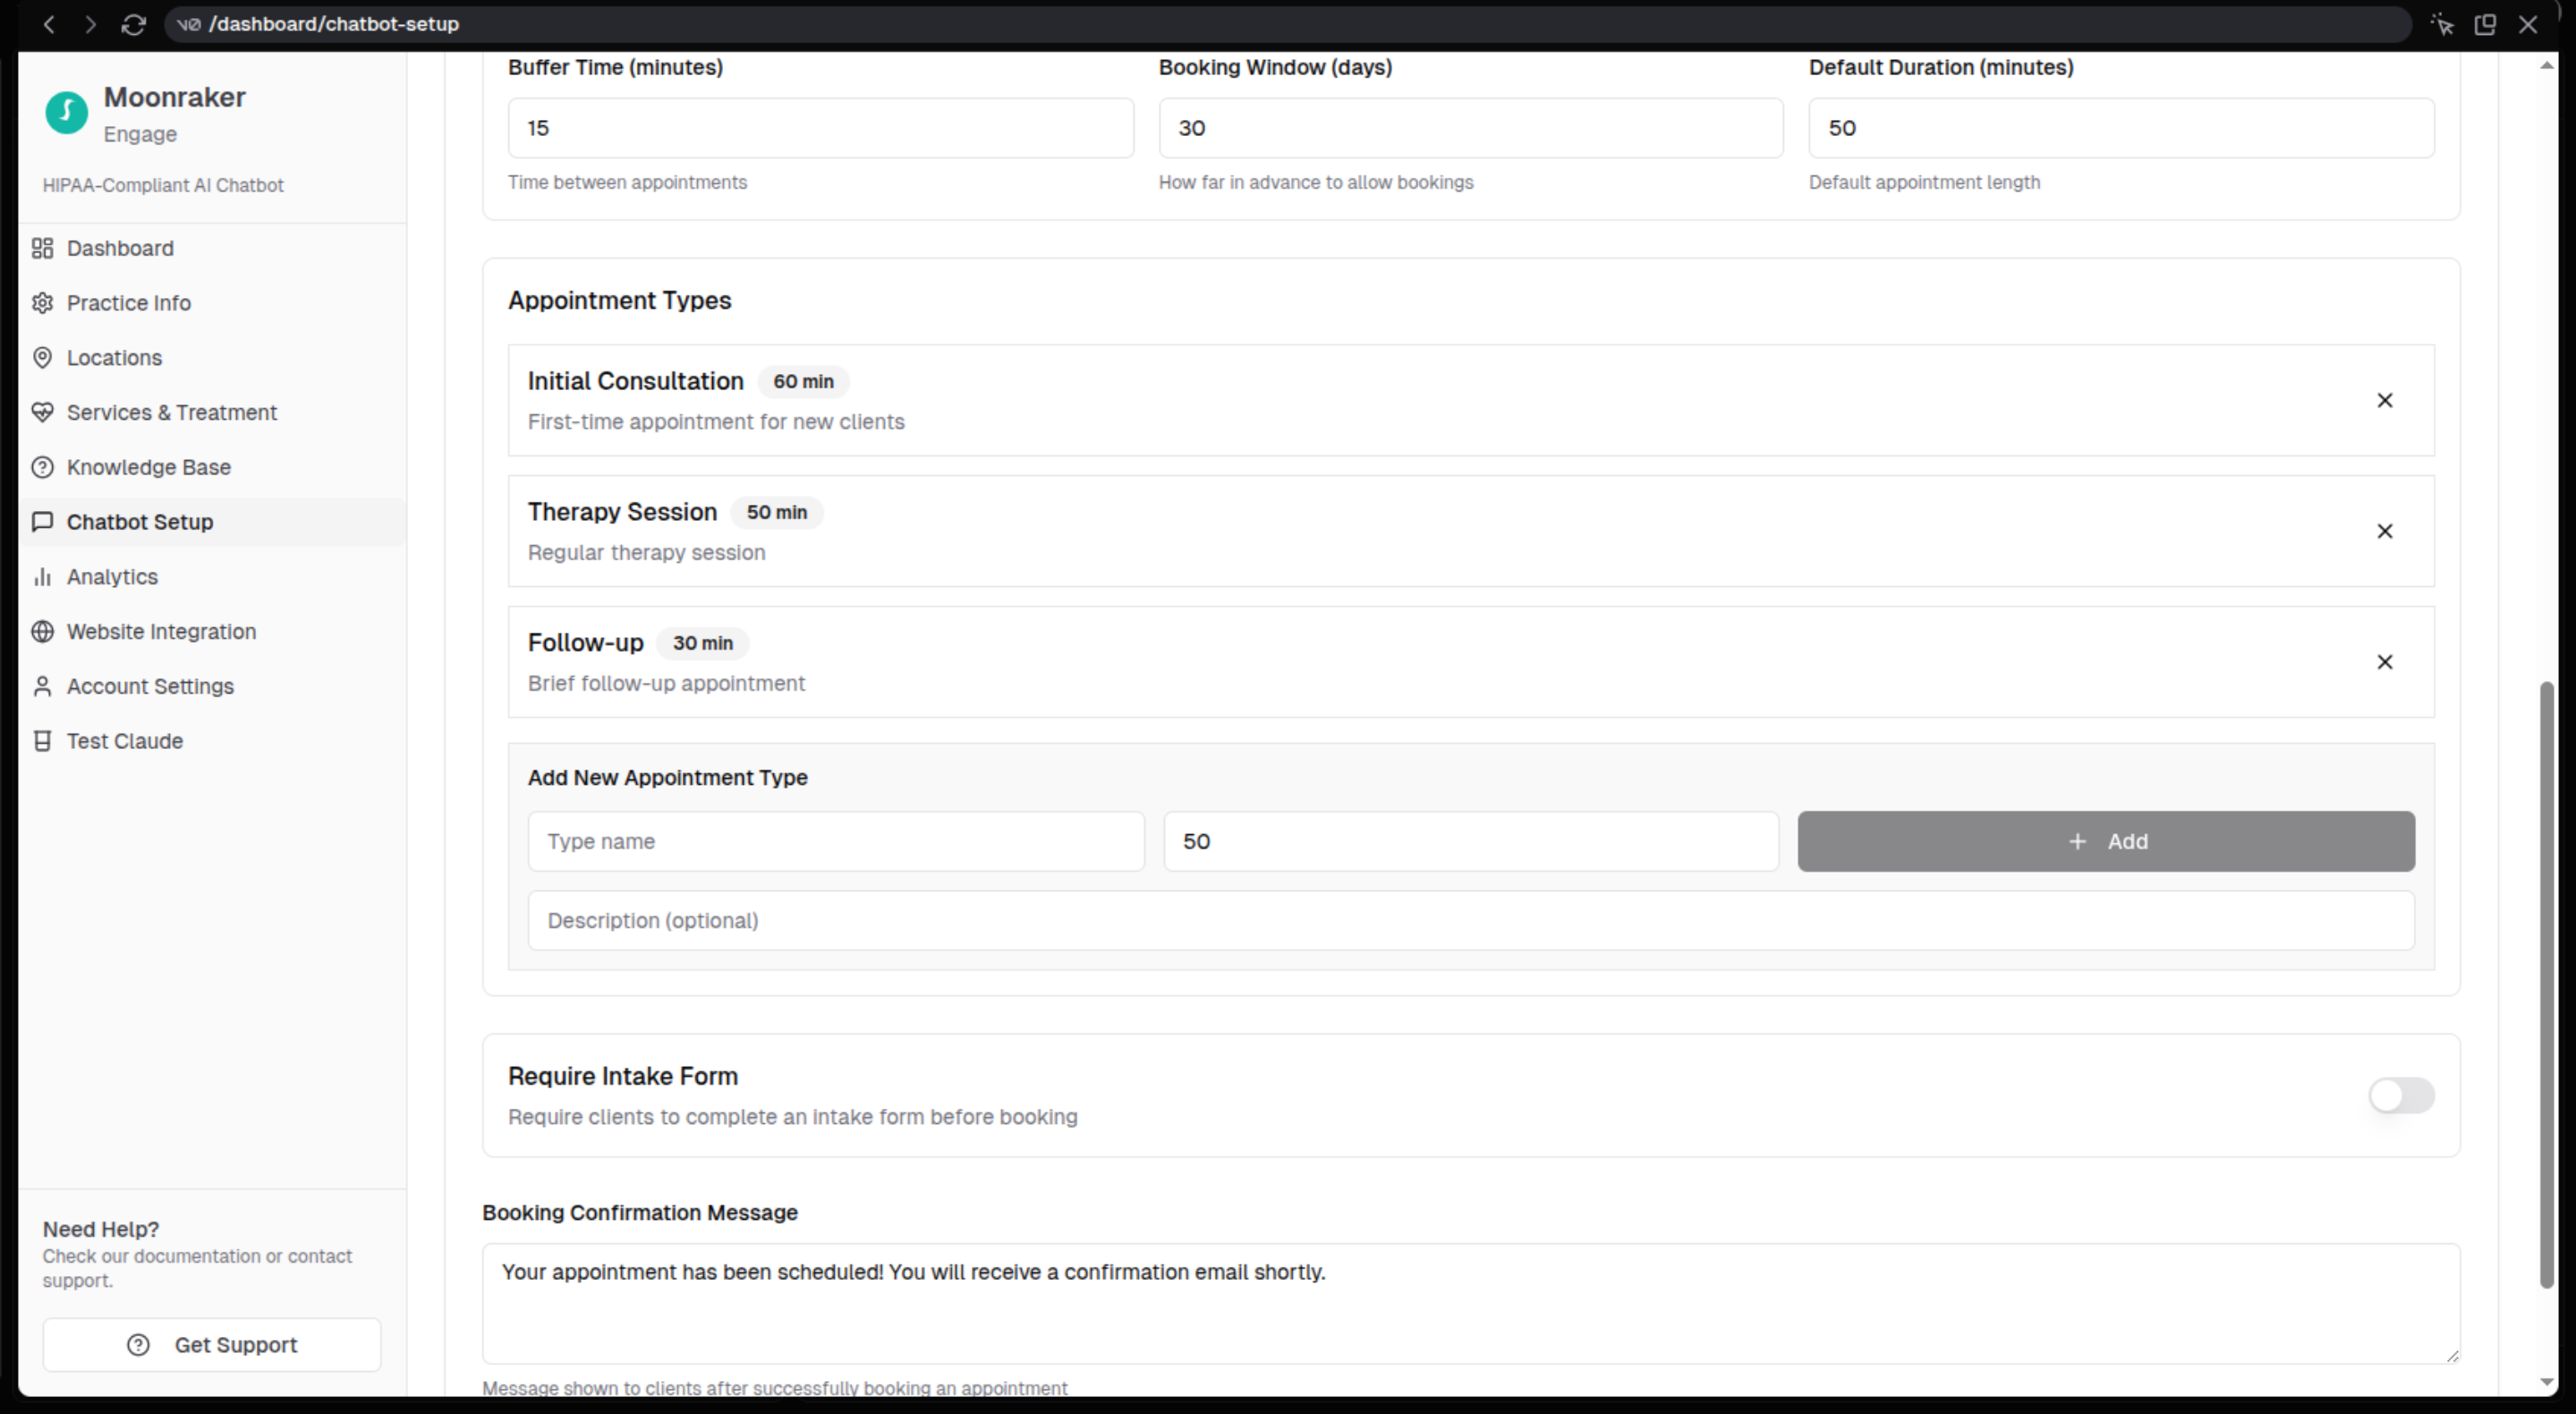 v0 /dashboard/chatbot-setup
Moonraker
Engage
HIPAA-Compliant AI Chatbot
Dashboard
Practice Info
Locations
Services & Treatment
Knowledge Base
Chatbot Setup
Analytics
Website Integration
Account Settings
Test Claude
Need Help?
Check our documentation or contact
support.
Get Support
Buffer Time (minutes)
15
Time between appointments
Booking Window (days)
30
How far in advance to allow bookings
Default Duration (minutes)
50
Default appointment length
Appointment Types
Initial Consultation 60 min
First-time appointment for new clients
Therapy Session 50 min
Regular therapy session
Follow-up 30 min
Brief follow-up appointment
Add New Appointment Type
Type name
50
Add
Description (optional)
Require Intake Form
Require clients to complete an intake form before booking
Booking Confirmation Message
Your appointment has been scheduled! You will receive a confirmation email shortly.
Message shown to clients after successfully booking an appointment